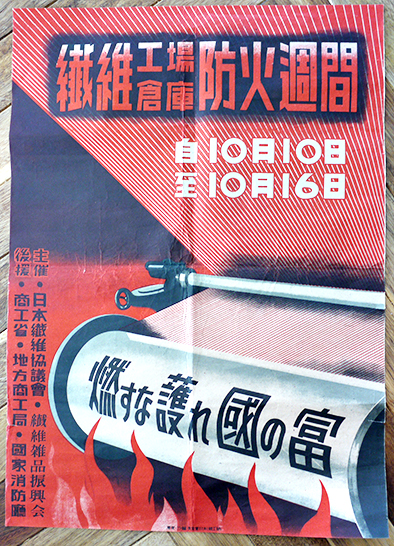 繊維工場倉庫防火週間
自10月10日
至10月16日
燃すな護れ國の富
主催・日本繊維協議會・繊維雑品振興会
後援・商工省・地方商工局・國家消防廳